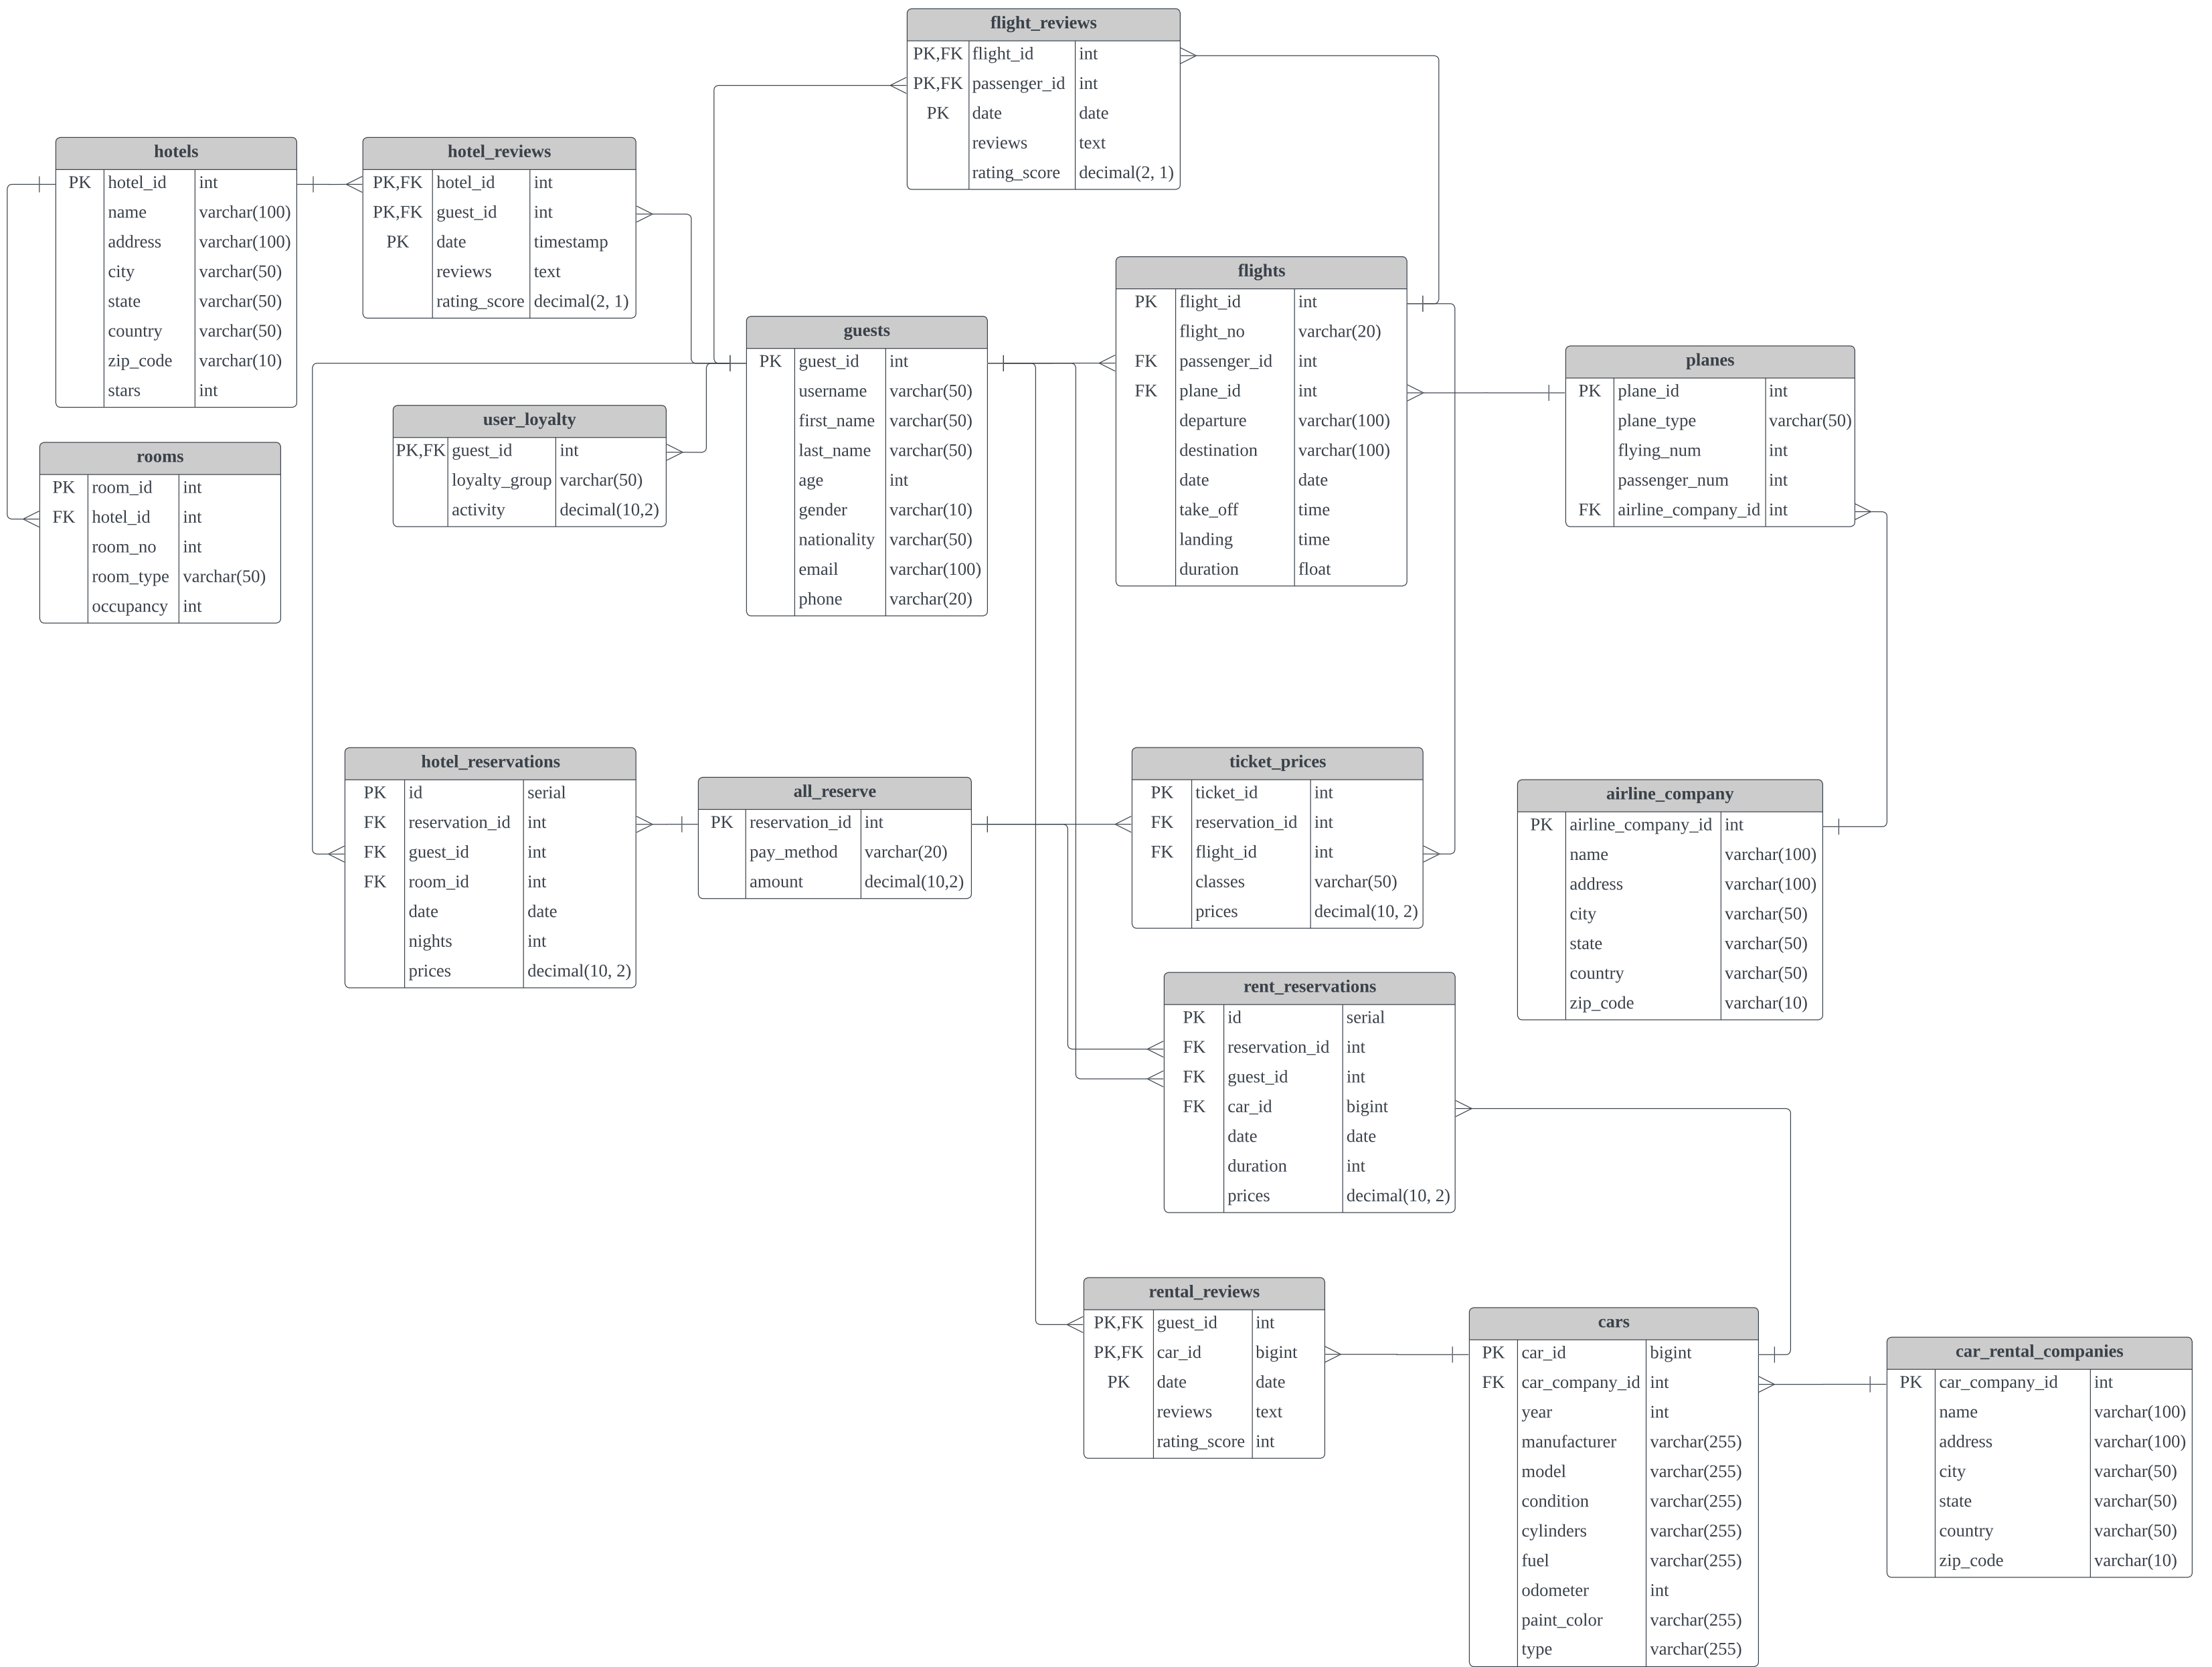 flight_reviews
PK,FK flight_id int
PK,FK passenger_id int
PK date date
reviews text
rating_score decimal(2, 1)
hotels
PK hotel_id int
name varchar(100)
address varchar(100)
city varchar(50)
state varchar(50)
country varchar(50)
zip_code varchar(10)
stars int
hotel_reviews
PK,FK hotel_id int
PK,FK guest_id int
PK date timestamp
reviews text
rating_score decimal(2, 1)
flights
PK flight_id int
flight_no varchar(20)
FK passenger_id int
FK plane_id int
departure varchar(100)
destination varchar(100)
date date
take_off time
landing time
duration float
guests
PK guest_id int
username varchar(50)
first_name varchar(50)
last_name varchar(50)
age int
gender varchar(10)
nationality varchar(50)
email varchar(100)
phone varchar(20)
planes
PK plane_id int
plane_type varchar(50)
flying_num int
passenger_num int
FK airline_company_id int
user_loyalty
PK,FK guest_id int
loyalty_group varchar(50)
activity decimal(10,2)
rooms
PK room_id int
FK hotel_id int
room_no int
room_type varchar(50)
occupancy int
hotel_reservations
PK id serial
FK reservation_id int
FK guest_id int
FK room_id int
date date
nights int
prices decimal(10, 2)
all_reserve
PK reservation_id int
pay_method varchar(20)
amount decimal(10,2)
ticket_prices
PK ticket_id int
FK reservation_id int
FK flight_id int
classes varchar(50)
prices decimal(10, 2)
airline_company
PK airline_company_id int
name varchar(100)
address varchar(100)
city varchar(50)
state varchar(50)
country varchar(50)
zip_code varchar(10)
rent_reservations
PK id serial
FK reservation_id int
FK guest_id int
FK car_id bigint
date date
duration int
prices decimal(10, 2)
rental_reviews
PK,FK guest_id int
PK,FK car_id bigint
PK date date
reviews text
rating_score int
cars
PK car_id bigint
FK car_company_id int
year int
manufacturer varchar(255)
model varchar(255)
condition varchar(255)
cylinders varchar(255)
fuel varchar(255)
odometer int
paint_color varchar(255)
type varchar(255)
car_rental_companies
PK car_company_id int
name varchar(100)
address varchar(100)
city varchar(50)
state varchar(50)
country varchar(50)
zip_code varchar(10)